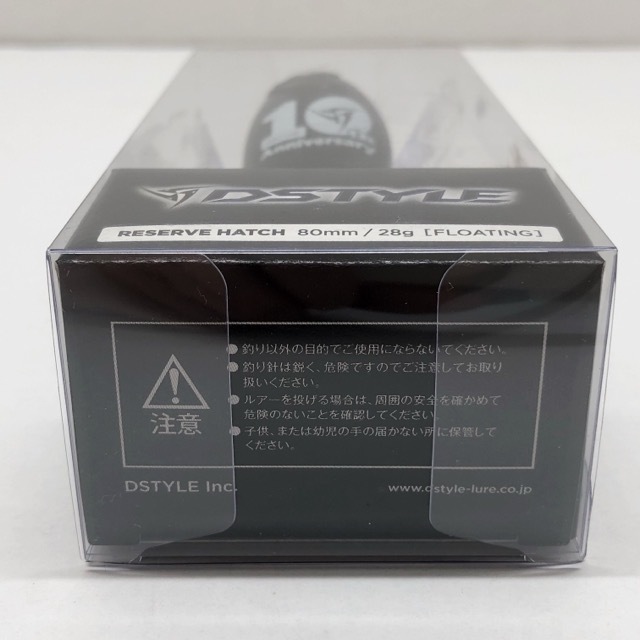 10
Anniversary
DSTYLE
RESERVE HATCH 80mm / 28g [FLOATING]
●釣り以外の目的でご使用にならないでください。
●釣り針は鋭く、危険ですのでご注意してお取り
扱いください。
●ルアーを投げる場合は、周囲の安全を確かめて
危険のないことを確認してください。
●子供、または幼児の手の届かない所に保管して
ください。
注意
DSTYLE Inc.
www.dstyle-lure.co.jp